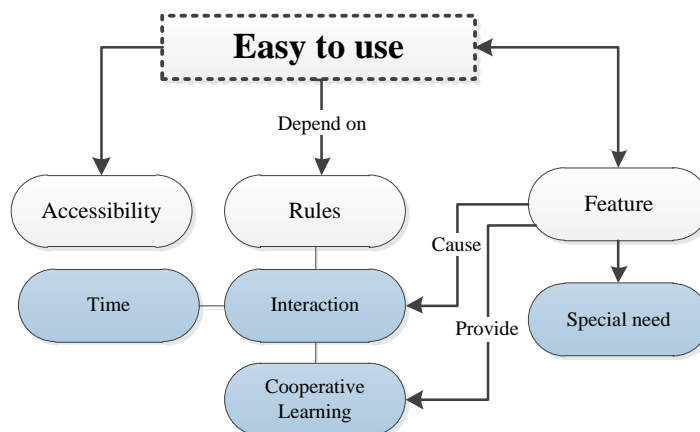 Easy to use
Depend on
Accessibility
Rules
Feature
Cause
Time
Interaction
Special need
Provide
Cooperative
Learning